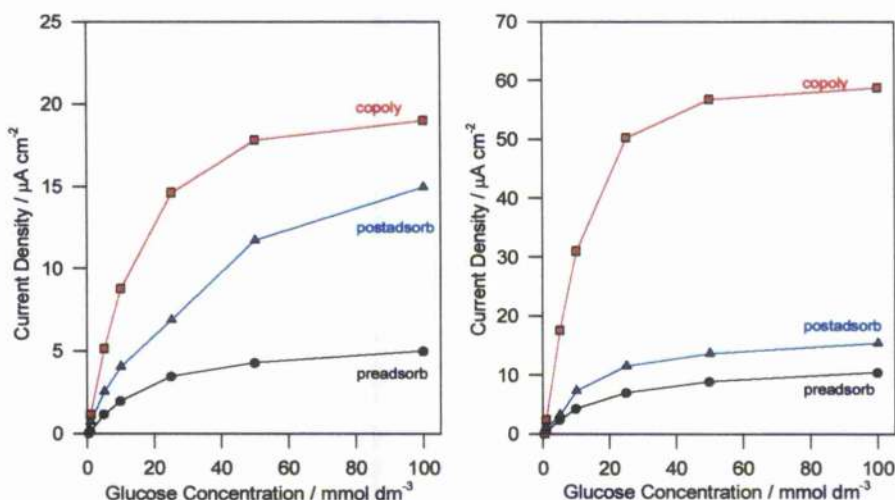 25
20
15
10
5
0
Current Density / μA cm⁻²
copoly
postadsorb
preadsorb
0 20 40 60 80 100
Glucose Concentration / mmol dm⁻³
70
60
50
40
30
20
10
0
Current Density / μA cm⁻²
copoly
postadsorb
preadsorb
0 20 40 60 80 100
Glucose Concentration / mmol dm⁻³